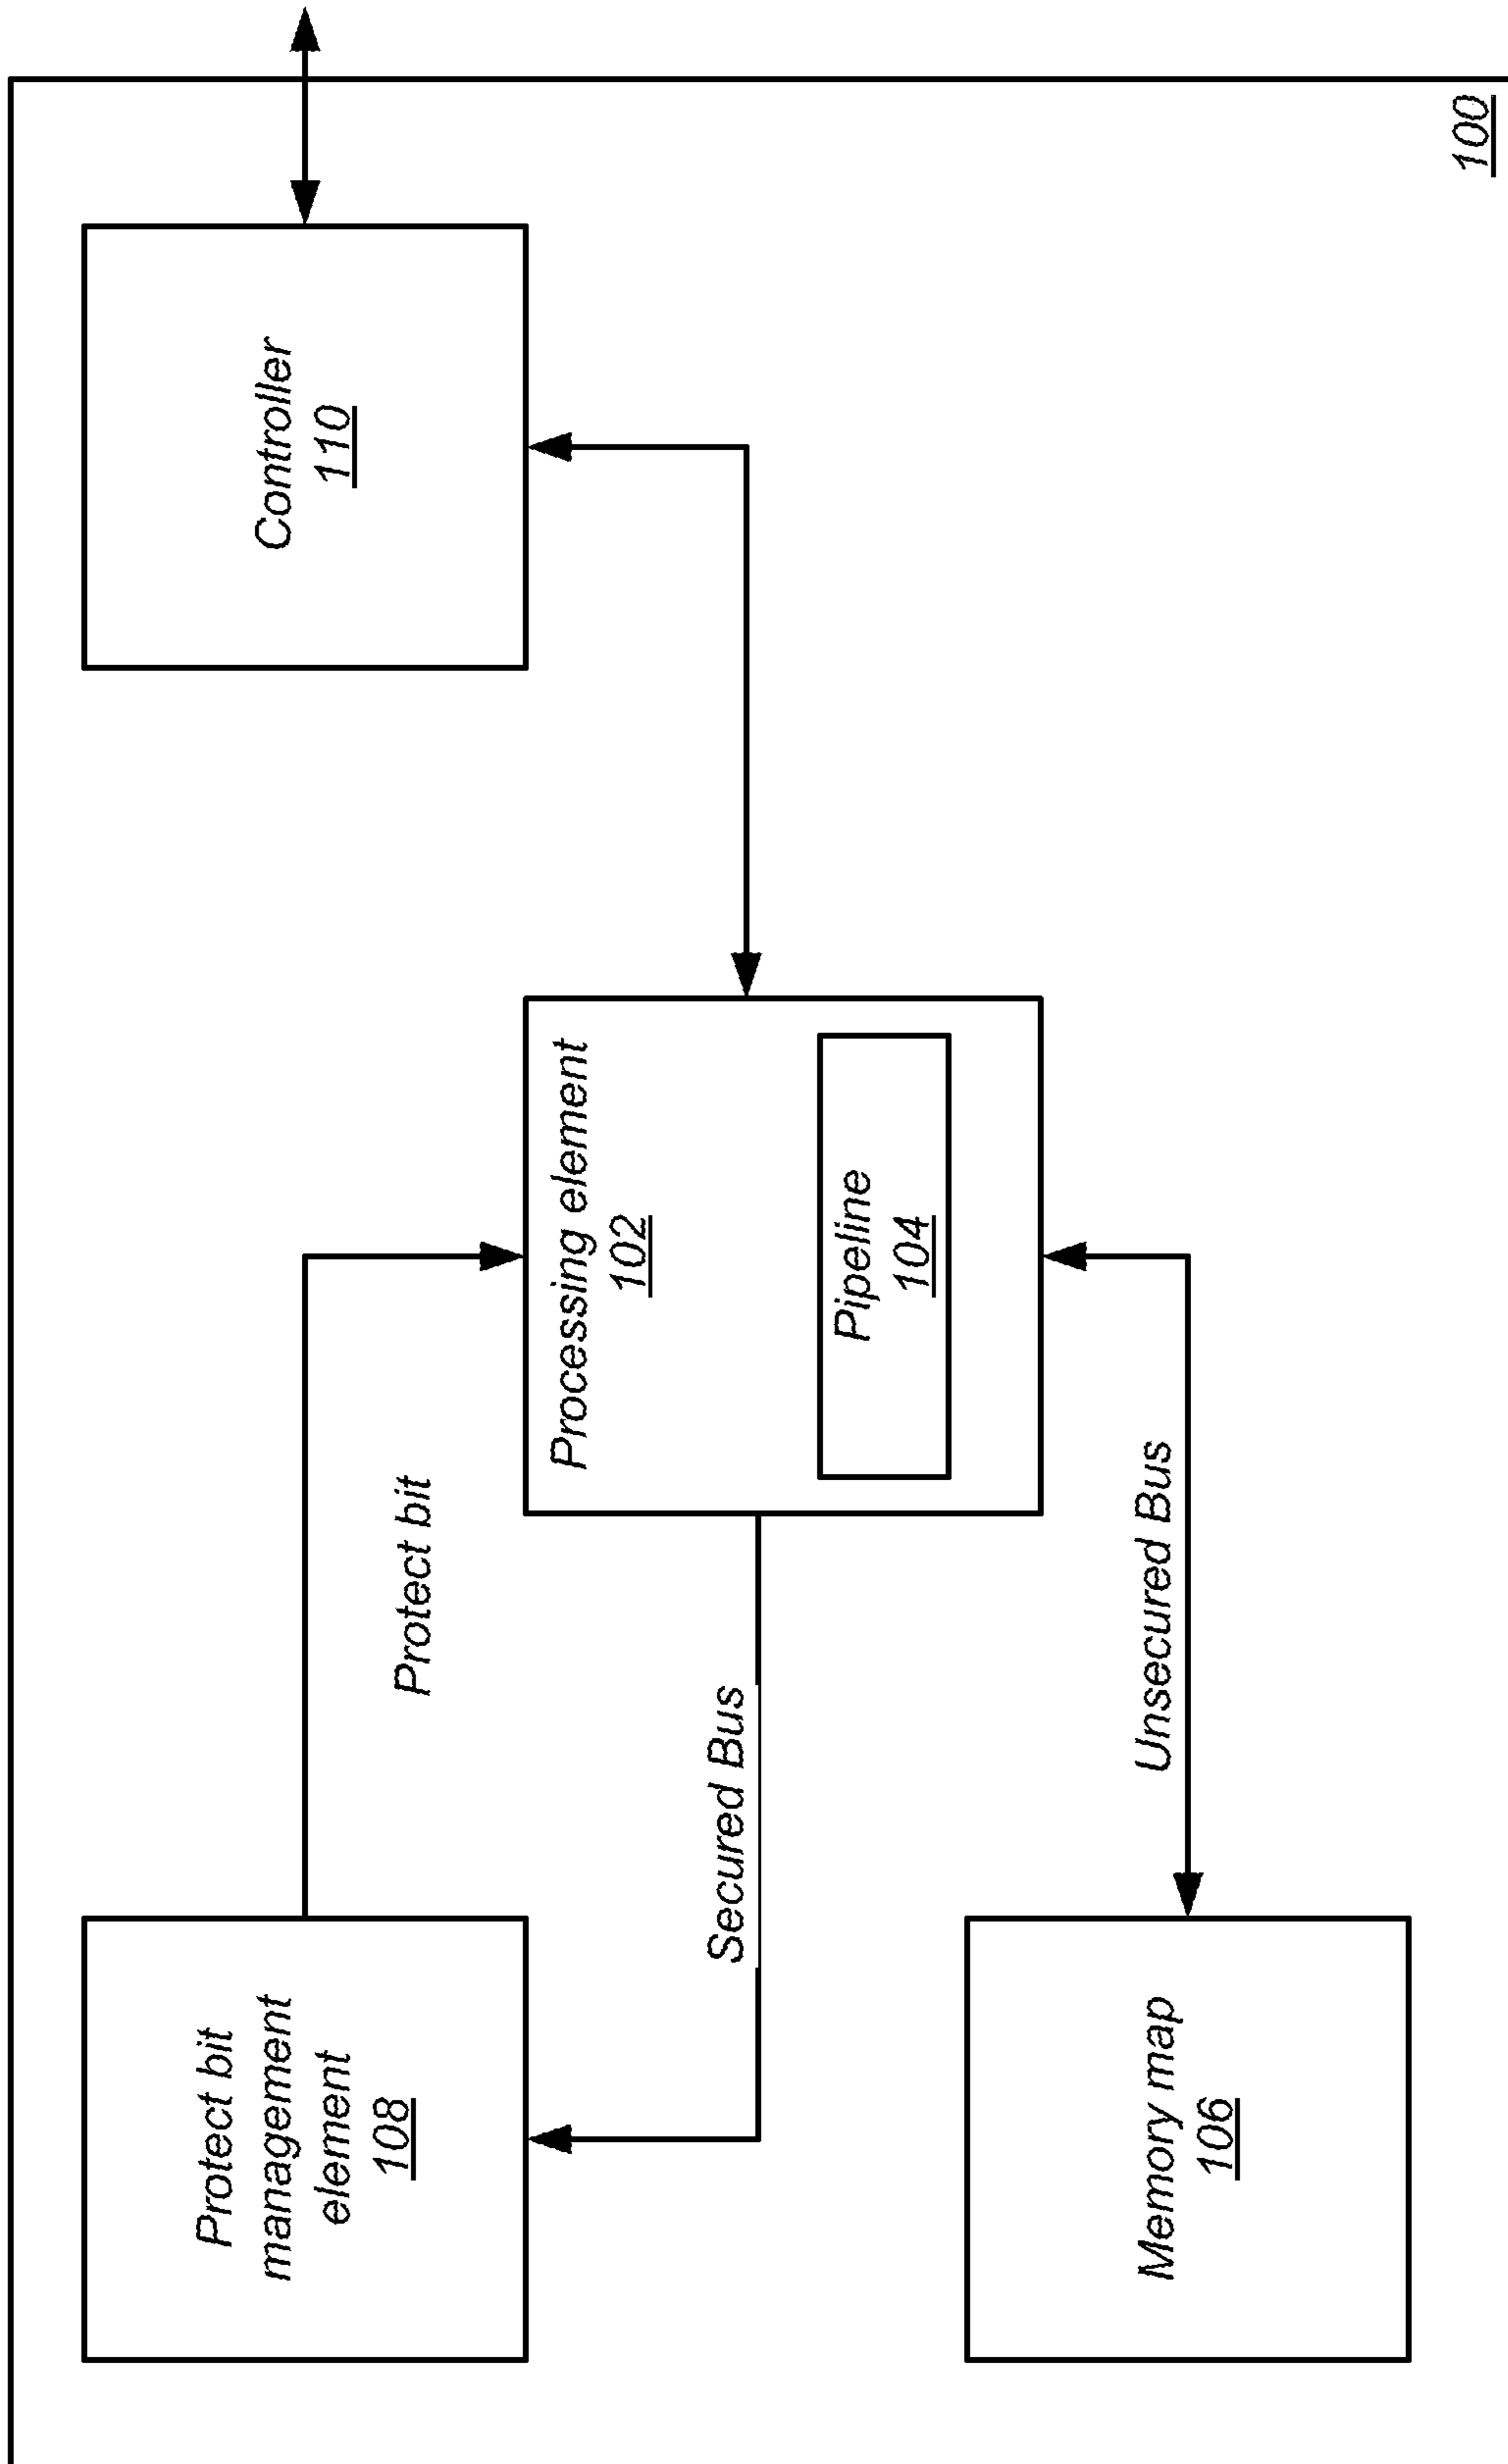 Protect bit
management
element
108
Protect bit
Controller
110
Processing element
102
Secured Bus
Pipeline
104
Memory map
106
Unsecured Bus
100